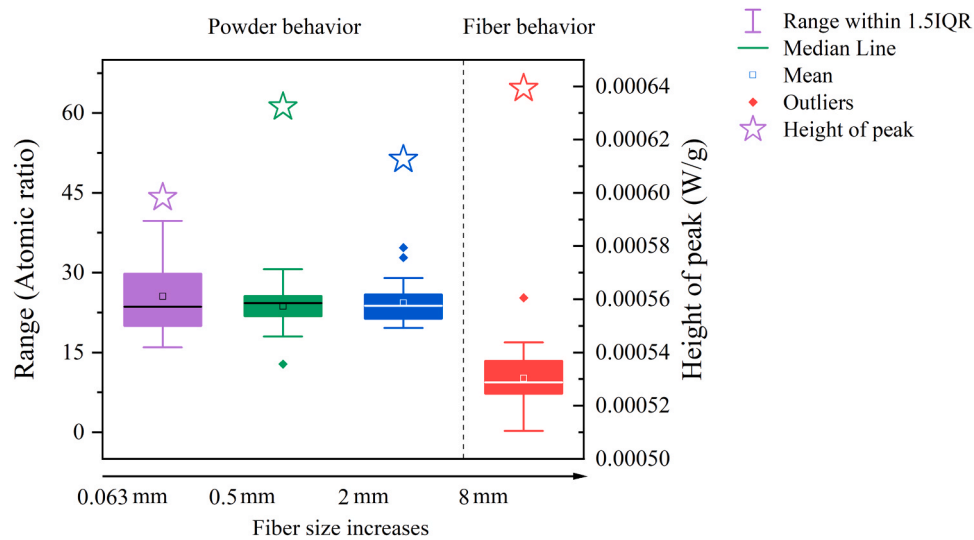 Powder behavior
Fiber behavior
Range within 1.5IQR
Median Line
Mean
Outliers
Height of peak
Range (Atomic ratio)
60
45
30
15
0
0.00064
0.00062
0.00060
0.00058
0.00056
0.00054
0.00052
0.00050
Height of peak (W/g)
0.063 mm
0.5 mm
2 mm
8 mm
Fiber size increases